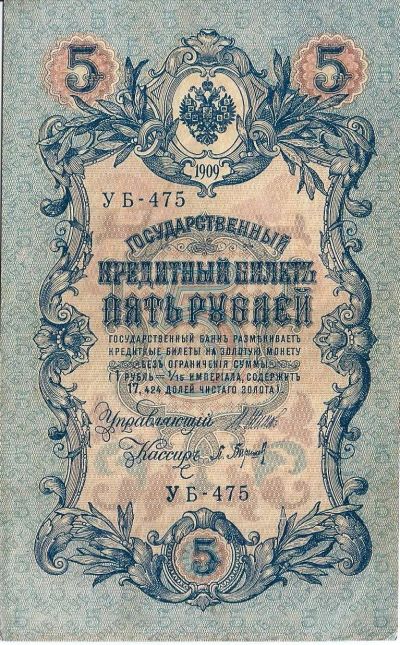 5 5
1909
УБ-475
ГОСУДАРСТВЕННЫЙ
КРЕДИТНЫЙ БИЛЕТЪ
ПЯТЬ РУБЛЕЙ
ГОСУДАРСТВЕННЫЙ БАНКЪ РАЗМѢНИВАЕТЪ
КРЕДИТНЫЕ БИЛЕТЫ НА ЗОЛОТУЮ МОНЕТУ
БЕЗЪ ОГРАНИЧЕНІЯ СУММЫ
(1 РУБЛЬ = 1/15 ИМПЕРІАЛА, СОДЕРЖИТЪ
17,424 ДОЛЕЙ ЧИСТАГО ЗОЛОТА).
Управляющій
Кассиръ
УБ-475
5